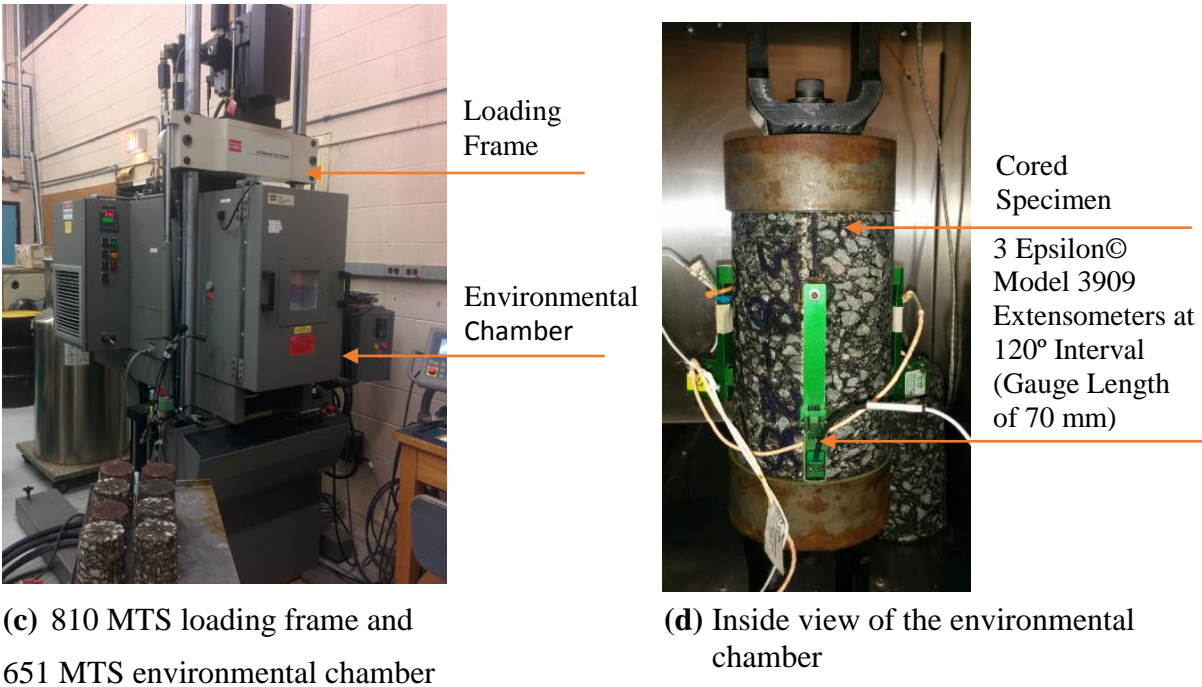 Loading
Frame
Environmental
Chamber
(c) 810 MTS loading frame and
651 MTS environmental chamber
Cored
Specimen
3 Epsilon©
Model 3909
Extensometers at
120º Interval
(Gauge Length
of 70 mm)
(d) Inside view of the environmental
chamber